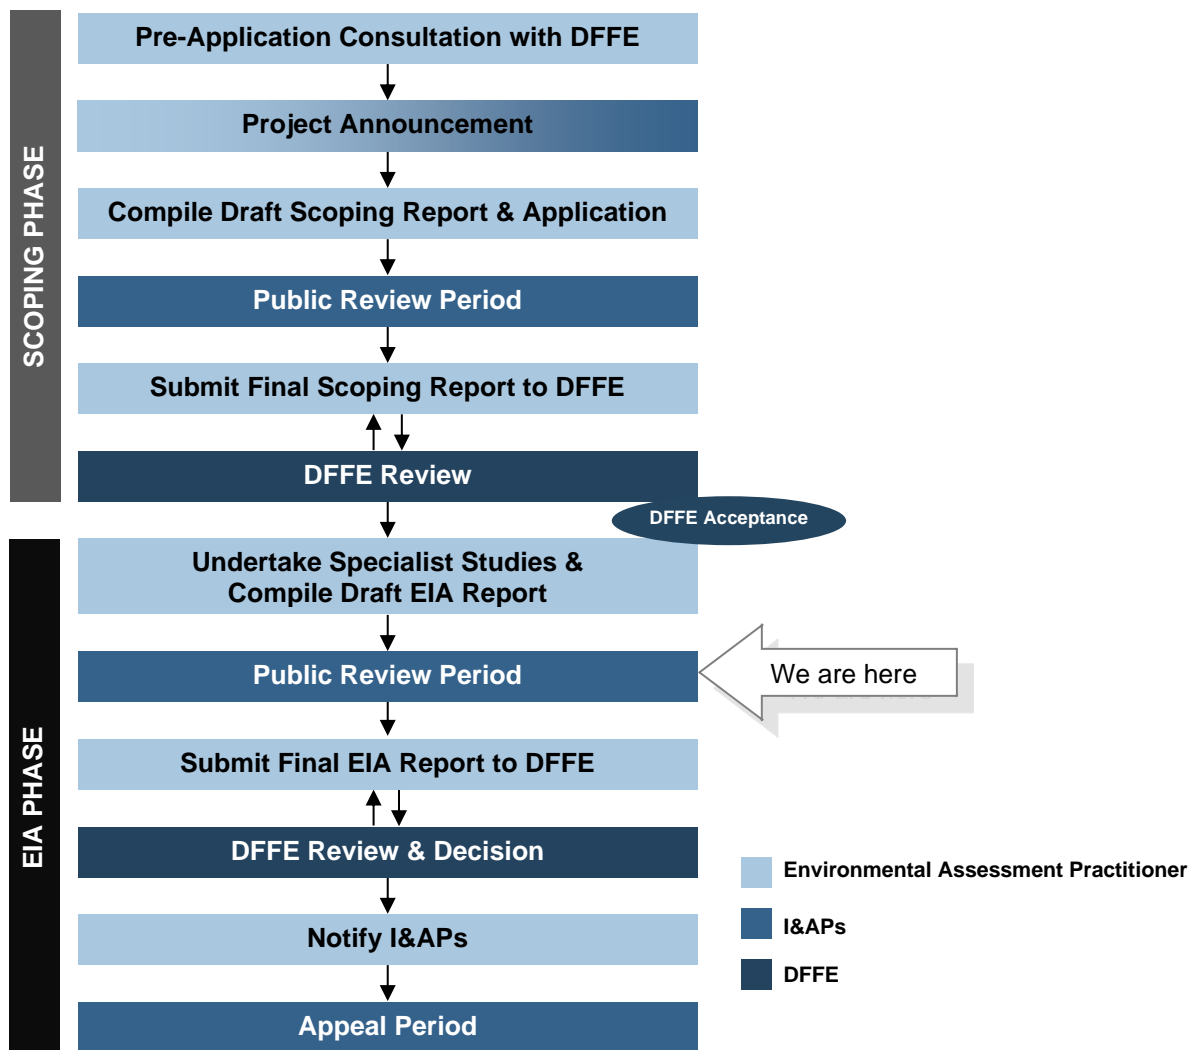 SCOPING PHASE
Pre-Application Consultation with DFFE
Project Announcement
Compile Draft Scoping Report & Application
Public Review Period
Submit Final Scoping Report to DFFE
DFFE Review
DFFE Acceptance
EIA PHASE
Undertake Specialist Studies &
Compile Draft EIA Report
Public Review Period
We are here
Submit Final EIA Report to DFFE
DFFE Review & Decision
Notify I&APs
Appeal Period
Environmental Assessment Practitioner
I&APs
DFFE